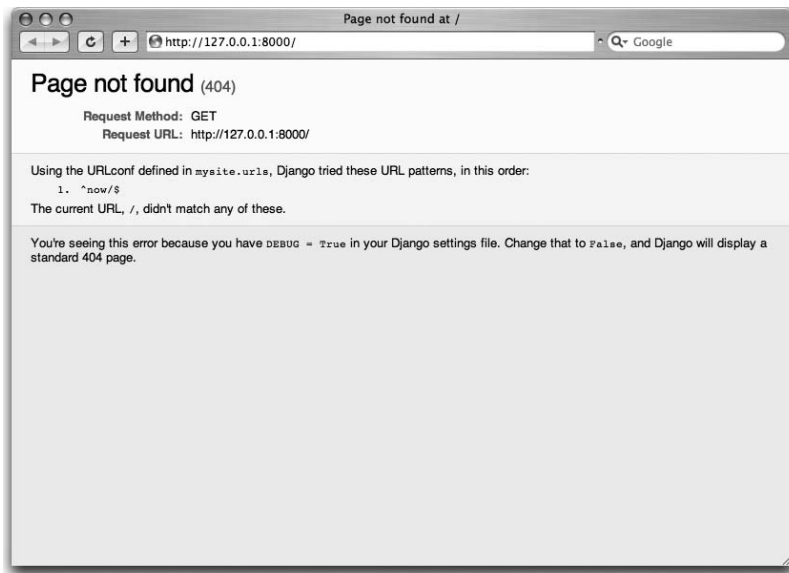 Page not found at /
http://127.0.0.1:8000/
Google
Page not found (404)
Request Method: GET
Request URL: http://127.0.0.1:8000/
Using the URLconf defined in mysite.urls, Django tried these URL patterns, in this order:
1. ^now/$
The current URL, /, didn't match any of these.
You're seeing this error because you have DEBUG = True in your Django settings file. Change that to False, and Django will display a
standard 404 page.